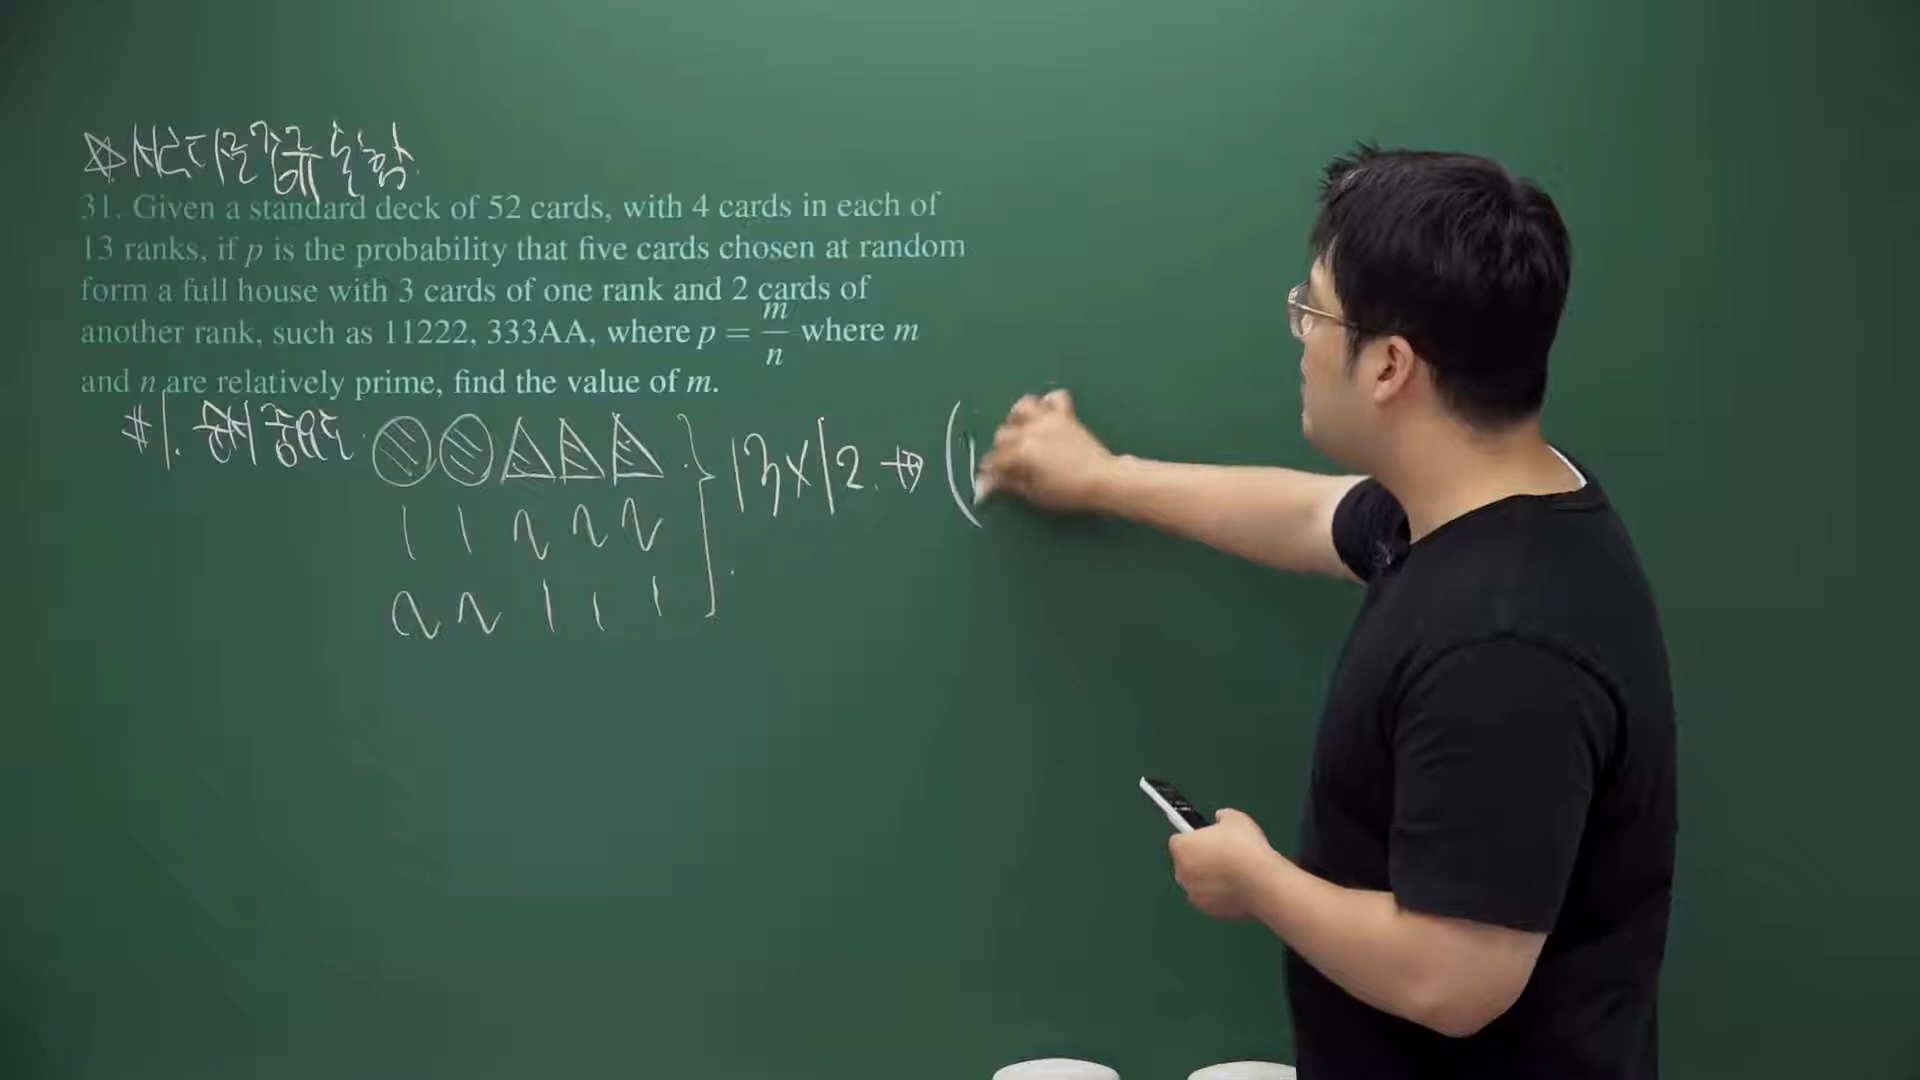 31. Given a standard deck of 52 cards, with 4 cards in each of
13 ranks, if p is the probability that five cards chosen at random
form a full house with 3 cards of one rank and 2 cards of
another rank, such as 11222, 333AA, where p = m/n where m
and n are relatively prime, find the value of m.
#1.
1 1 2 2 2
2 2 1 1 1
13×12. ⇒ (